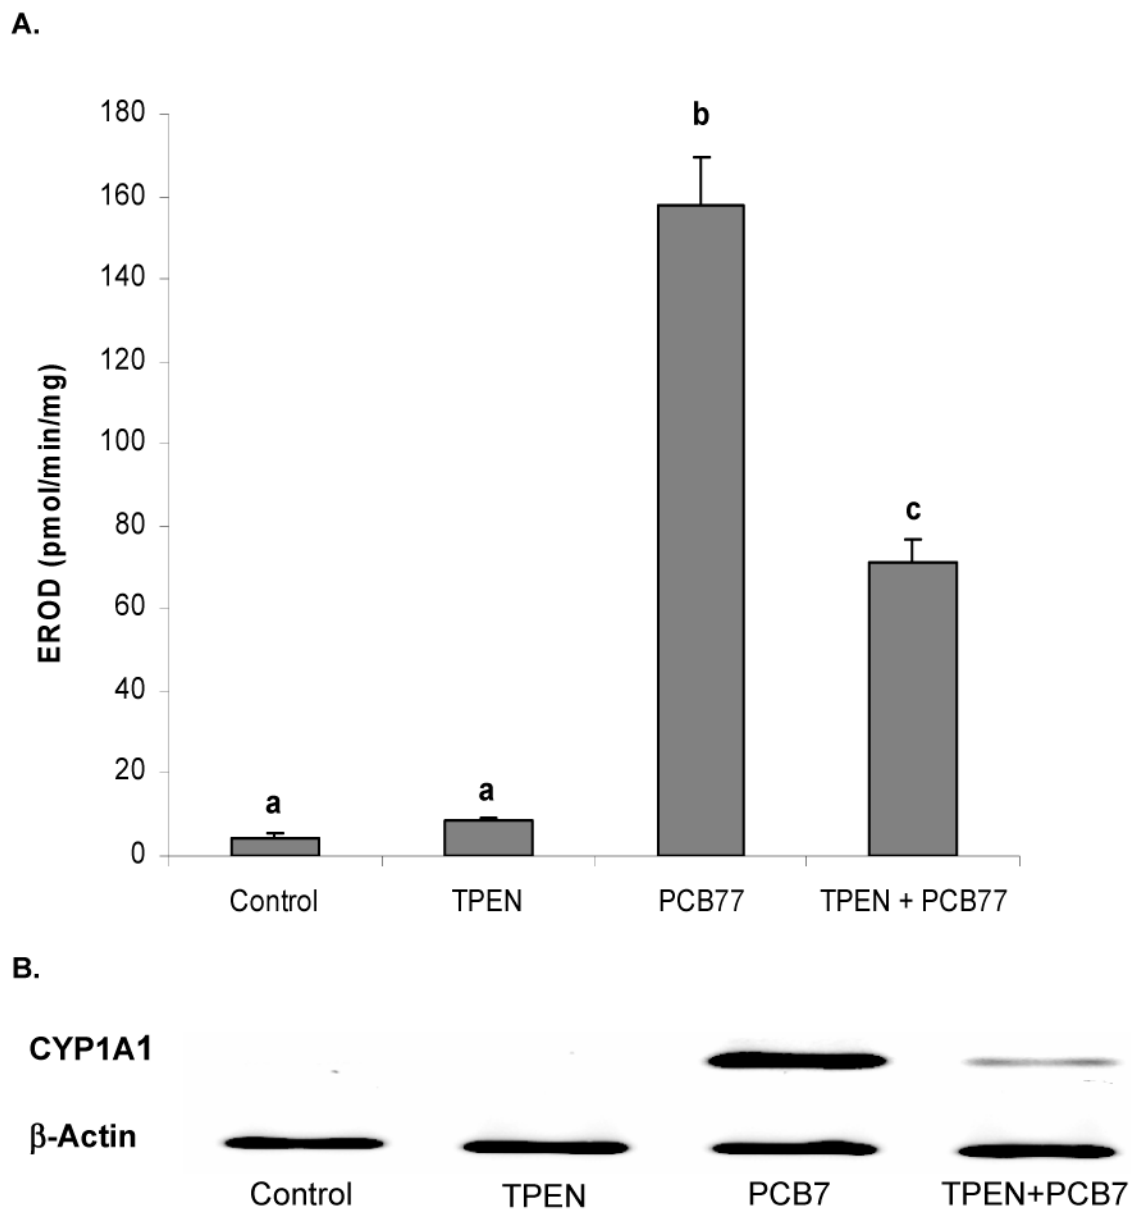 A.
180
b
160
140
120
100
c
80
60
40
20
a
a
0
EROD (pmol/min/mg)
Control TPEN PCB77 TPEN + PCB77
B.
CYP1A1
β-Actin
Control TPEN PCB7 TPEN+PCB7